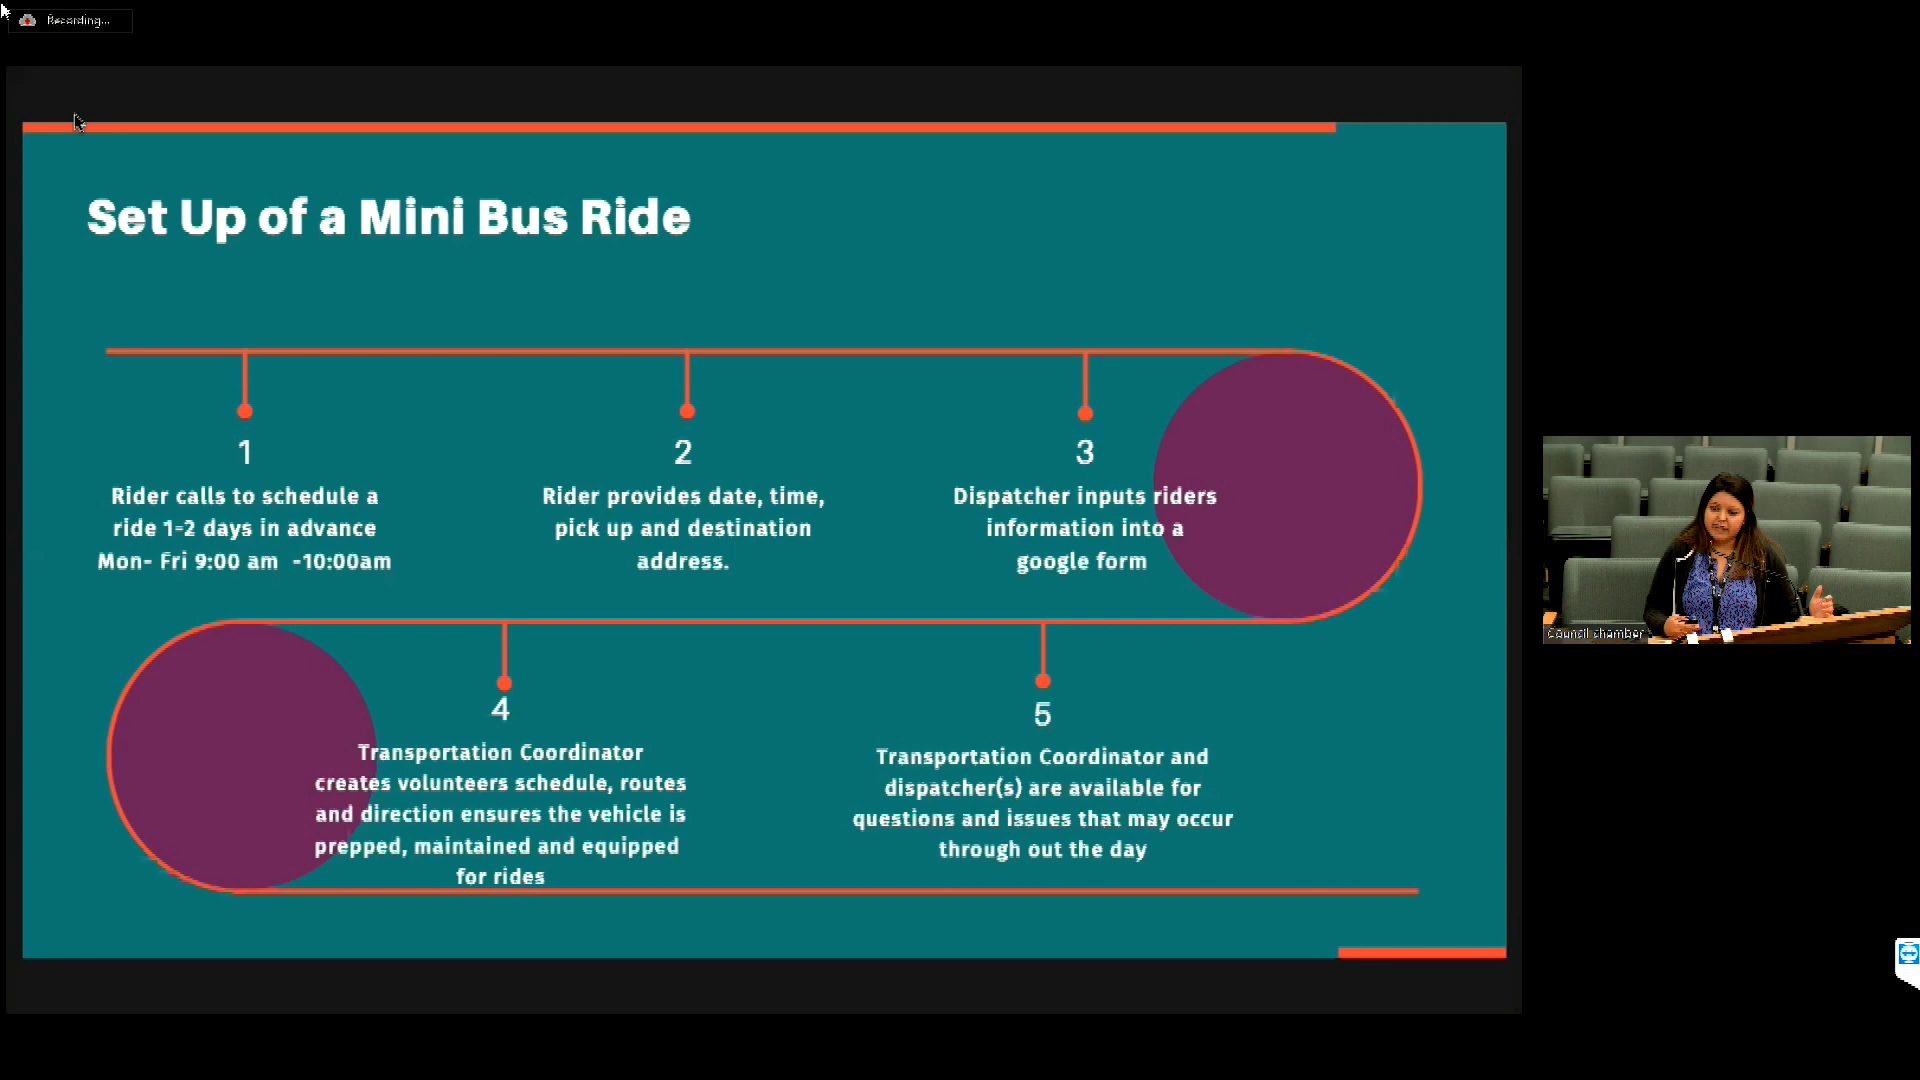 Recording...
Set Up of a Mini Bus Ride
1
Rider calls to schedule a
ride 1-2 days in advance
Mon- Fri 9:00 am -10:00am
2
Rider provides date, time,
pick up and destination
address.
3
Dispatcher inputs riders
information into a
google form
4
Transportation Coordinator
creates volunteers schedule, routes
and direction ensures the vehicle is
prepped, maintained and equipped
for rides
5
Transportation Coordinator and
dispatcher(s) are available for
questions and issues that may occur
through out the day
Council chamber